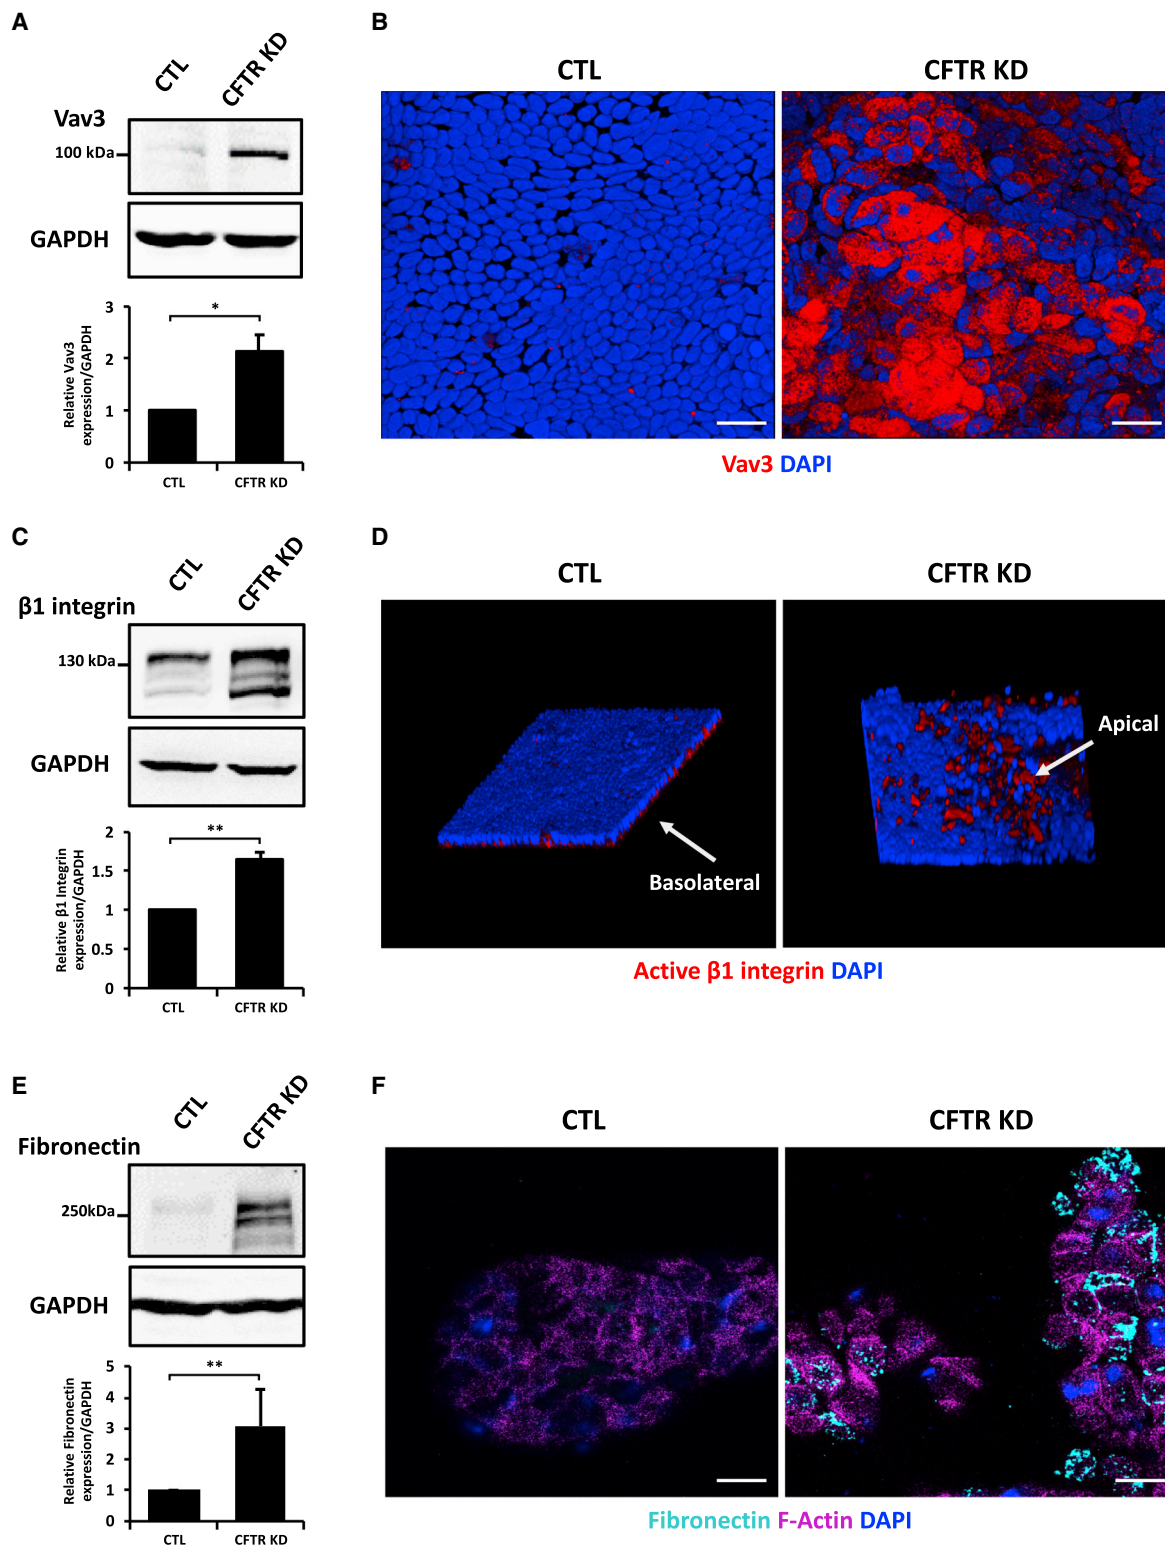 A
CTL
CFTR KD
Vav3
100 kDa
GAPDH
3
2
1
0
*
Relative Vav3
expression/GAPDH
CTL
CFTR KD
B
CTL
CFTR KD
Vav3 DAPI
C
CTL
CFTR KD
β1 integrin
130 kDa
GAPDH
2
1.5
1
0.5
0
**
Relative β1 Integrin
expression/GAPDH
CTL
CFTR KD
D
CTL
CFTR KD
Basolateral
Apical
Active β1 integrin DAPI
E
CTL
CFTR KD
Fibronectin
250kDa
GAPDH
5
4
3
2
1
0
**
Relative Fibronectin
expression/GAPDH
CTL
CFTR KD
F
CTL
CFTR KD
Fibronectin F-Actin DAPI